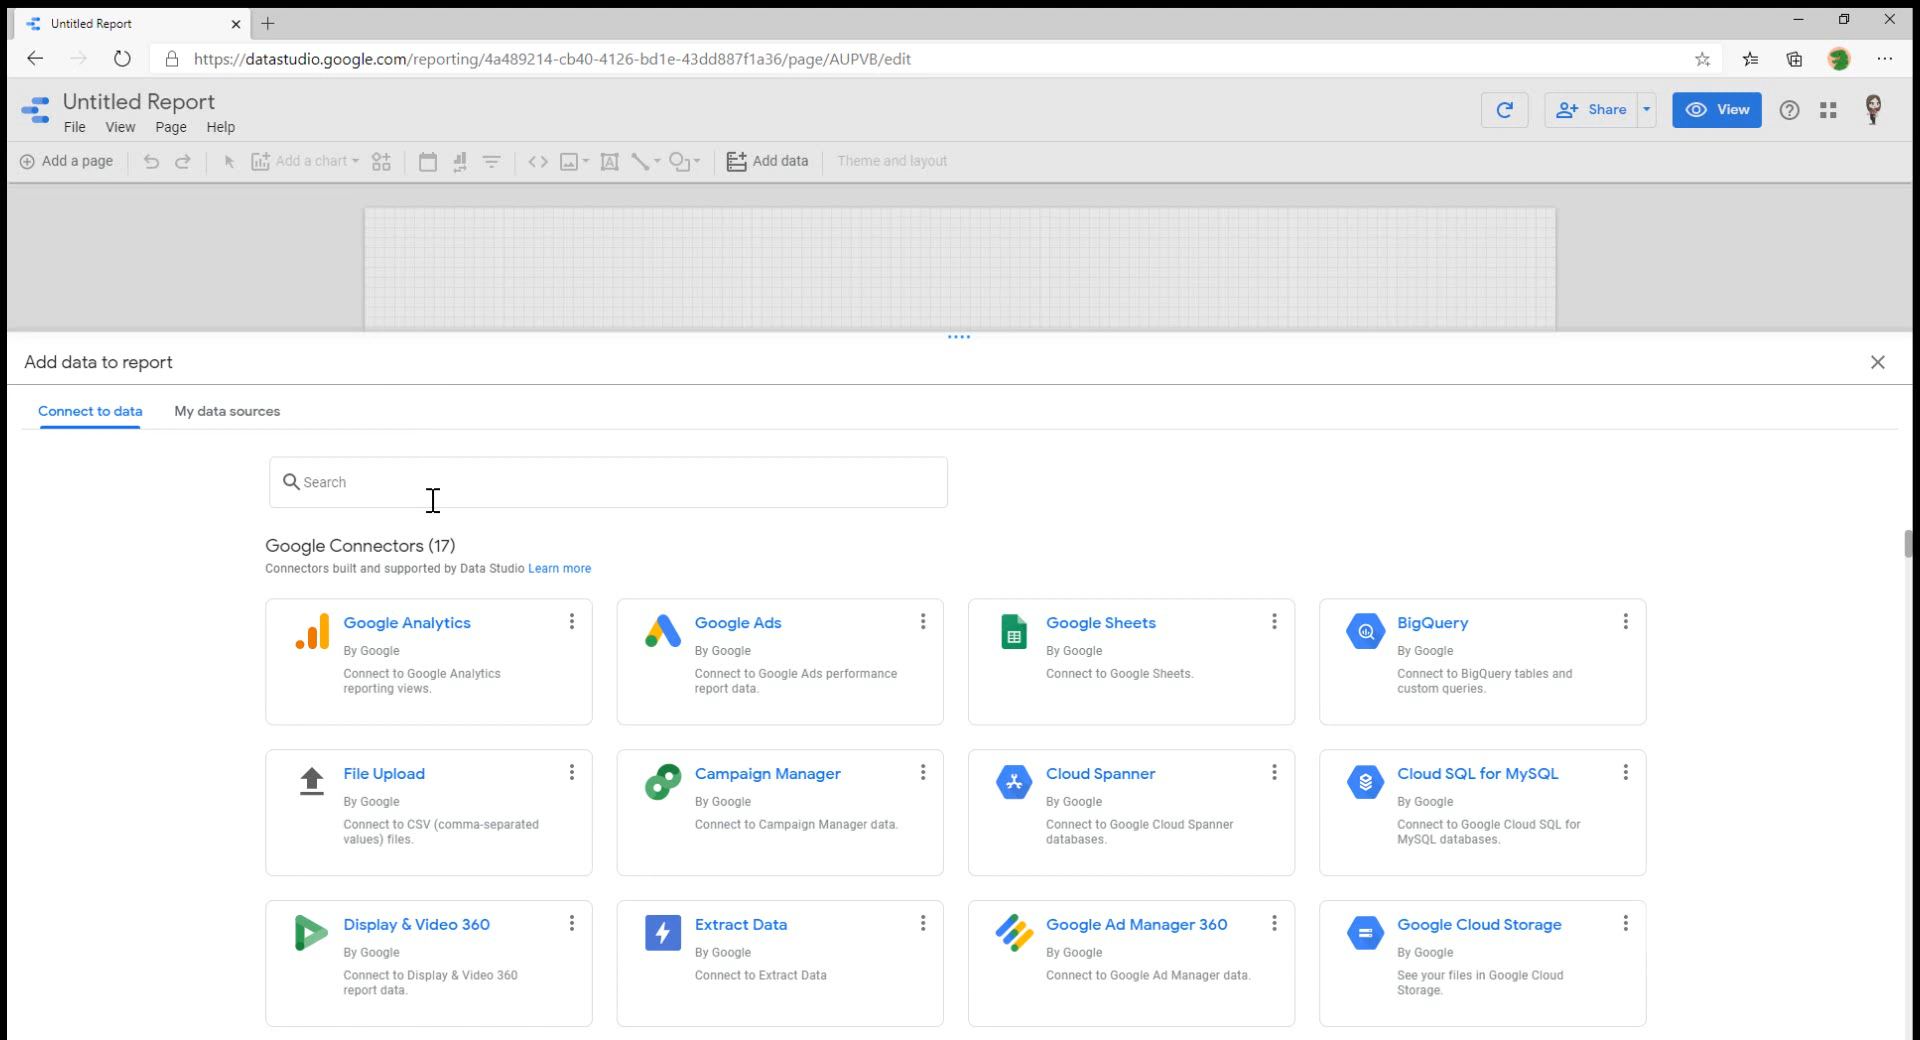 Untitled Report
https://datastudio.google.com/reporting/4a489214-cb40-4126-bd1e-43dd887f1a36/page/AUPVB/edit
Untitled Report
File View Page Help
Share View
Add a page Add a chart Add data Theme and layout
Add data to report
Connect to data My data sources
Search
Google Connectors (17)
Connectors built and supported by Data Studio Learn more
Google Analytics
By Google
Connect to Google Analytics
reporting views.
Google Ads
By Google
Connect to Google Ads performance
report data.
Google Sheets
By Google
Connect to Google Sheets.
BigQuery
By Google
Connect to BigQuery tables and
custom queries.
File Upload
By Google
Connect to CSV (comma-separated
values) files.
Campaign Manager
By Google
Connect to Campaign Manager data.
Cloud Spanner
By Google
Connect to Google Cloud Spanner
databases.
Cloud SQL for MySQL
By Google
Connect to Google Cloud SQL for
MySQL databases.
Display & Video 360
By Google
Connect to Display & Video 360
report data.
Extract Data
By Google
Connect to Extract Data
Google Ad Manager 360
By Google
Connect to Google Ad Manager data.
Google Cloud Storage
By Google
See your files in Google Cloud
Storage.